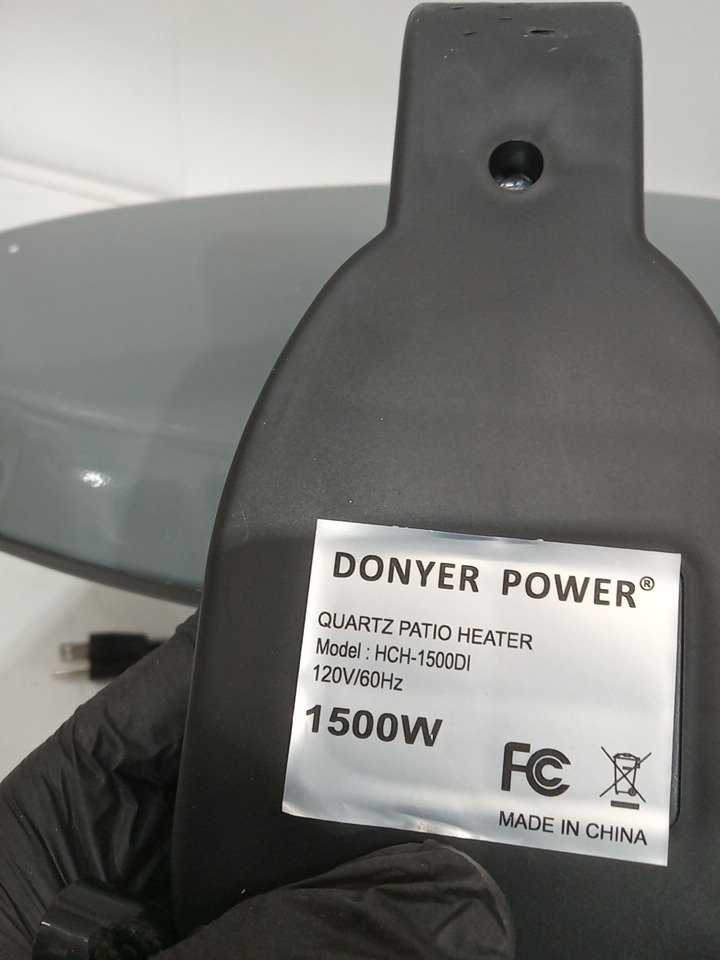 DONYER POWER®
QUARTZ PATIO HEATER
Model : HCH-1500DI
120V/60Hz
1500W
FC
MADE IN CHINA